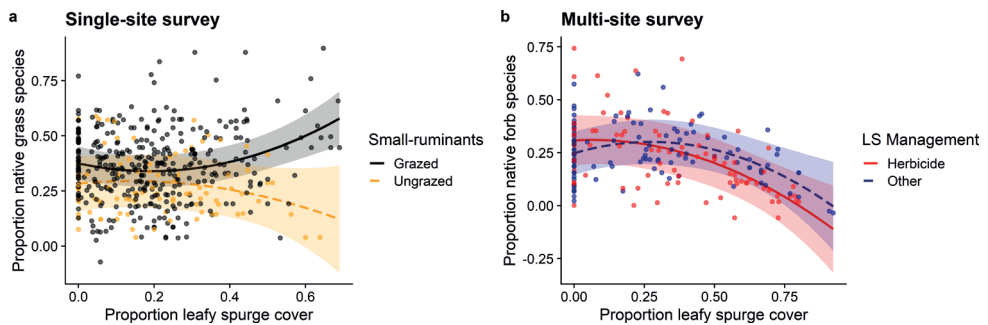 a
Single-site survey
Proportion native grass species
0.75
0.50
0.25
0.00
0.0
0.2
0.4
0.6
Proportion leafy spurge cover
Small-ruminants
Grazed
Ungrazed
b
Multi-site survey
Proportion native forb species
0.75
0.50
0.25
0.00
-0.25
0.00
0.25
0.50
0.75
Proportion leafy spurge cover
LS Management
Herbicide
Other